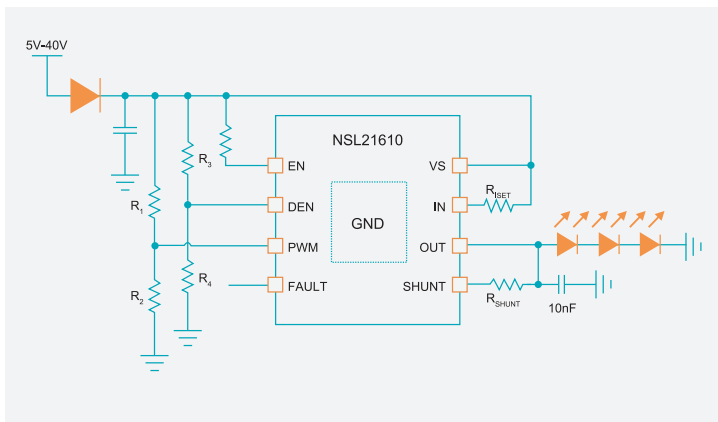 5V-40V
NSL21610
R3
EN
VS
RISET
R1
DEN
IN
GND
PWM
OUT
R2
R4
FAULT
SHUNT
RSHUNT
10nF